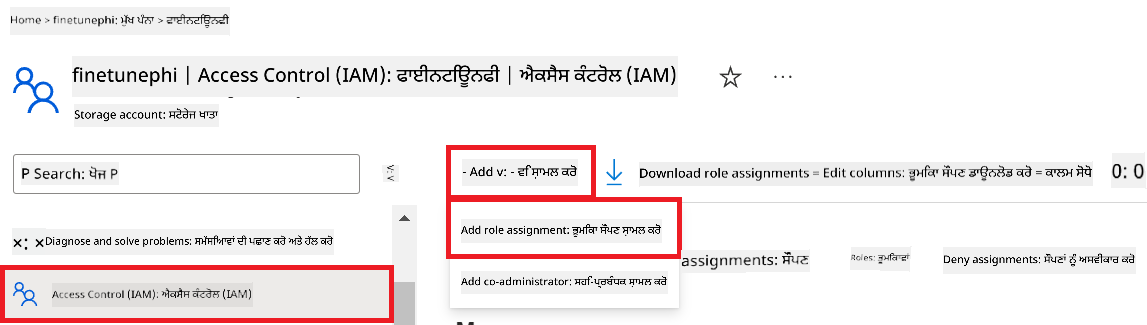 Home > finetunephi: ਮੁੱਖ ਪੰਨਾ > ਫਾਈਨਟਿਊਨਫੀ
finetunephi | Access Control (IAM): ਫਾਈਨਟਿਊਨਫੀ | ਐਕਸੈਸ ਕੰਟਰੋਲ (IAM)
Storage account: ਸਟੋਰੇਜ ਖਾਤਾ
P Search: ਖੋਜ P
- Add v: - ਵਿ ਸ਼ਾਮਲ ਕਰੋ
Download role assignments = Edit columns: ਭੂਮਿਕਾ ਸੌਂਪਣ ਡਾਊਨਲੋਡ ਕਰੋ = ਕਾਲਮ ਸੋਧੋ
0: 0
×: ×
Diagnose and solve problems: ਸਮੱਸਿਆਵਾਂ ਦੀ ਪਛਾਣ ਕਰੋ ਅਤੇ ਹੱਲ ਕਰੋ
Access Control (IAM): ਐਕਸੈਸ ਕੰਟਰੋਲ (IAM)
Add role assignment: ਭੂਮਿਕਾ ਸੌਂਪਣ ਸ਼ਾਮਲ ਕਰੋ
Add co-administrator: ਸਹਿ-ਪ੍ਰਬੰਧਕ ਸ਼ਾਮਲ ਕਰੋ
assignments: ਸੌਂਪਣ
Roles: ਭੂਮਿਕਾਵਾਂ
Deny assignments: ਸੌਂਪਣਾਂ ਨੂੰ ਅਸਵੀਕਾਰ ਕਰੋ